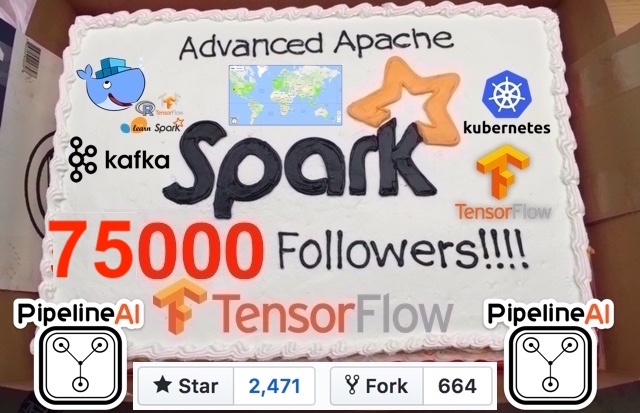 Advanced Apache
R TensorFlow
learn Spark
kafka
Spark
kubernetes
TensorFlow
75000 Followers!!!!
TensorFlow
PipelineAI
PipelineAI
Star 2,471
Fork 664